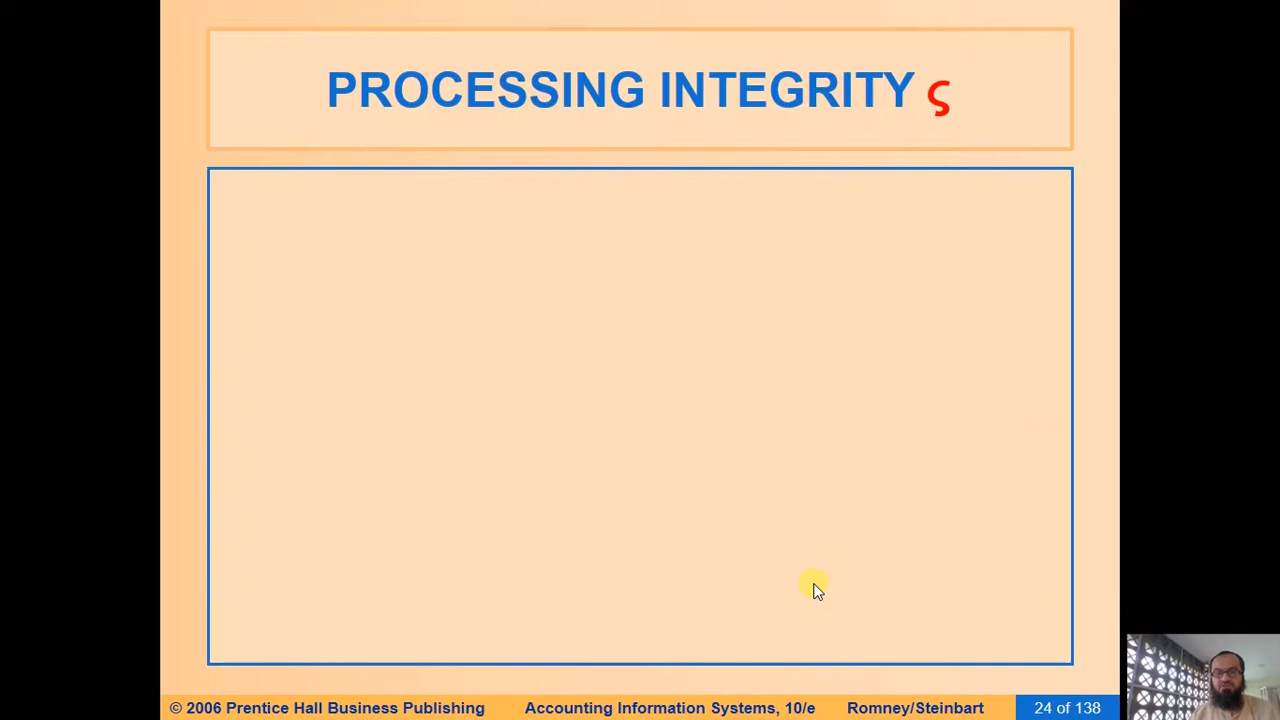 PROCESSING INTEGRITY ς
© 2006 Prentice Hall Business Publishing Accounting Information Systems, 10/e Romney/Steinbart 24 of 138